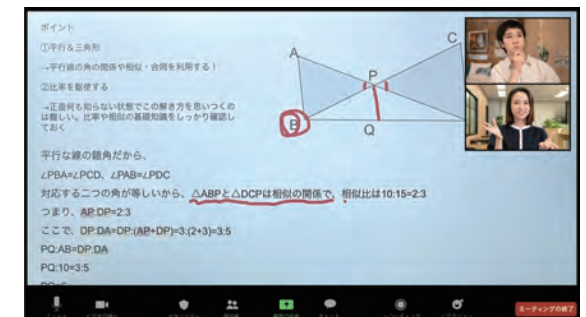 ポイント
①平行＆三角形
→平行線の角の関係や相似・合同を利用する！
②比率を駆使する
→正直何も知らない状態でこの解き方を思いつくの
は難しい。比率や相似の基礎知識をしっかり確認し
ておく
A
C
P
B
Q
平行な線の錯角だから、
∠PBA=∠PCD、∠PAB=∠PDC
対応する二つの角が等しいから、△ABPと△DCPは相似の関係で、相似比は10:15=2:3
つまり、AP:DP=2:3
ここで、DP:DA=DP:(AP+DP)=3:(2+3)=3:5
PQ:AB=DP:DA
PQ:10=3:5
ミーティングの終了